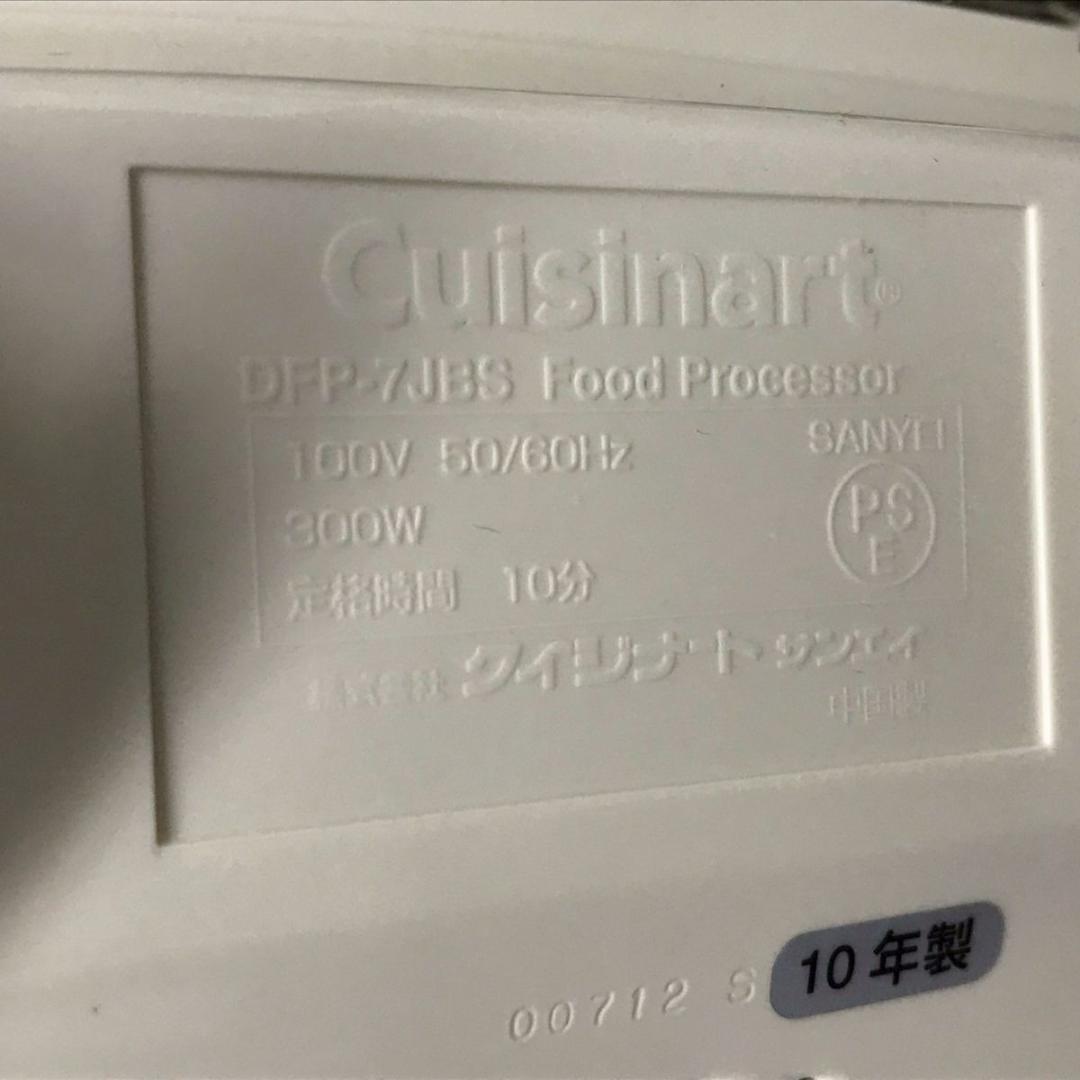 Cuisinart®
DFP-7JBS Food Processor
100V 50/60Hz SANYEI
300W PSE
定格時間 10分
株式会社 クイジナート サンエイ
中国製
00712 S 10年製